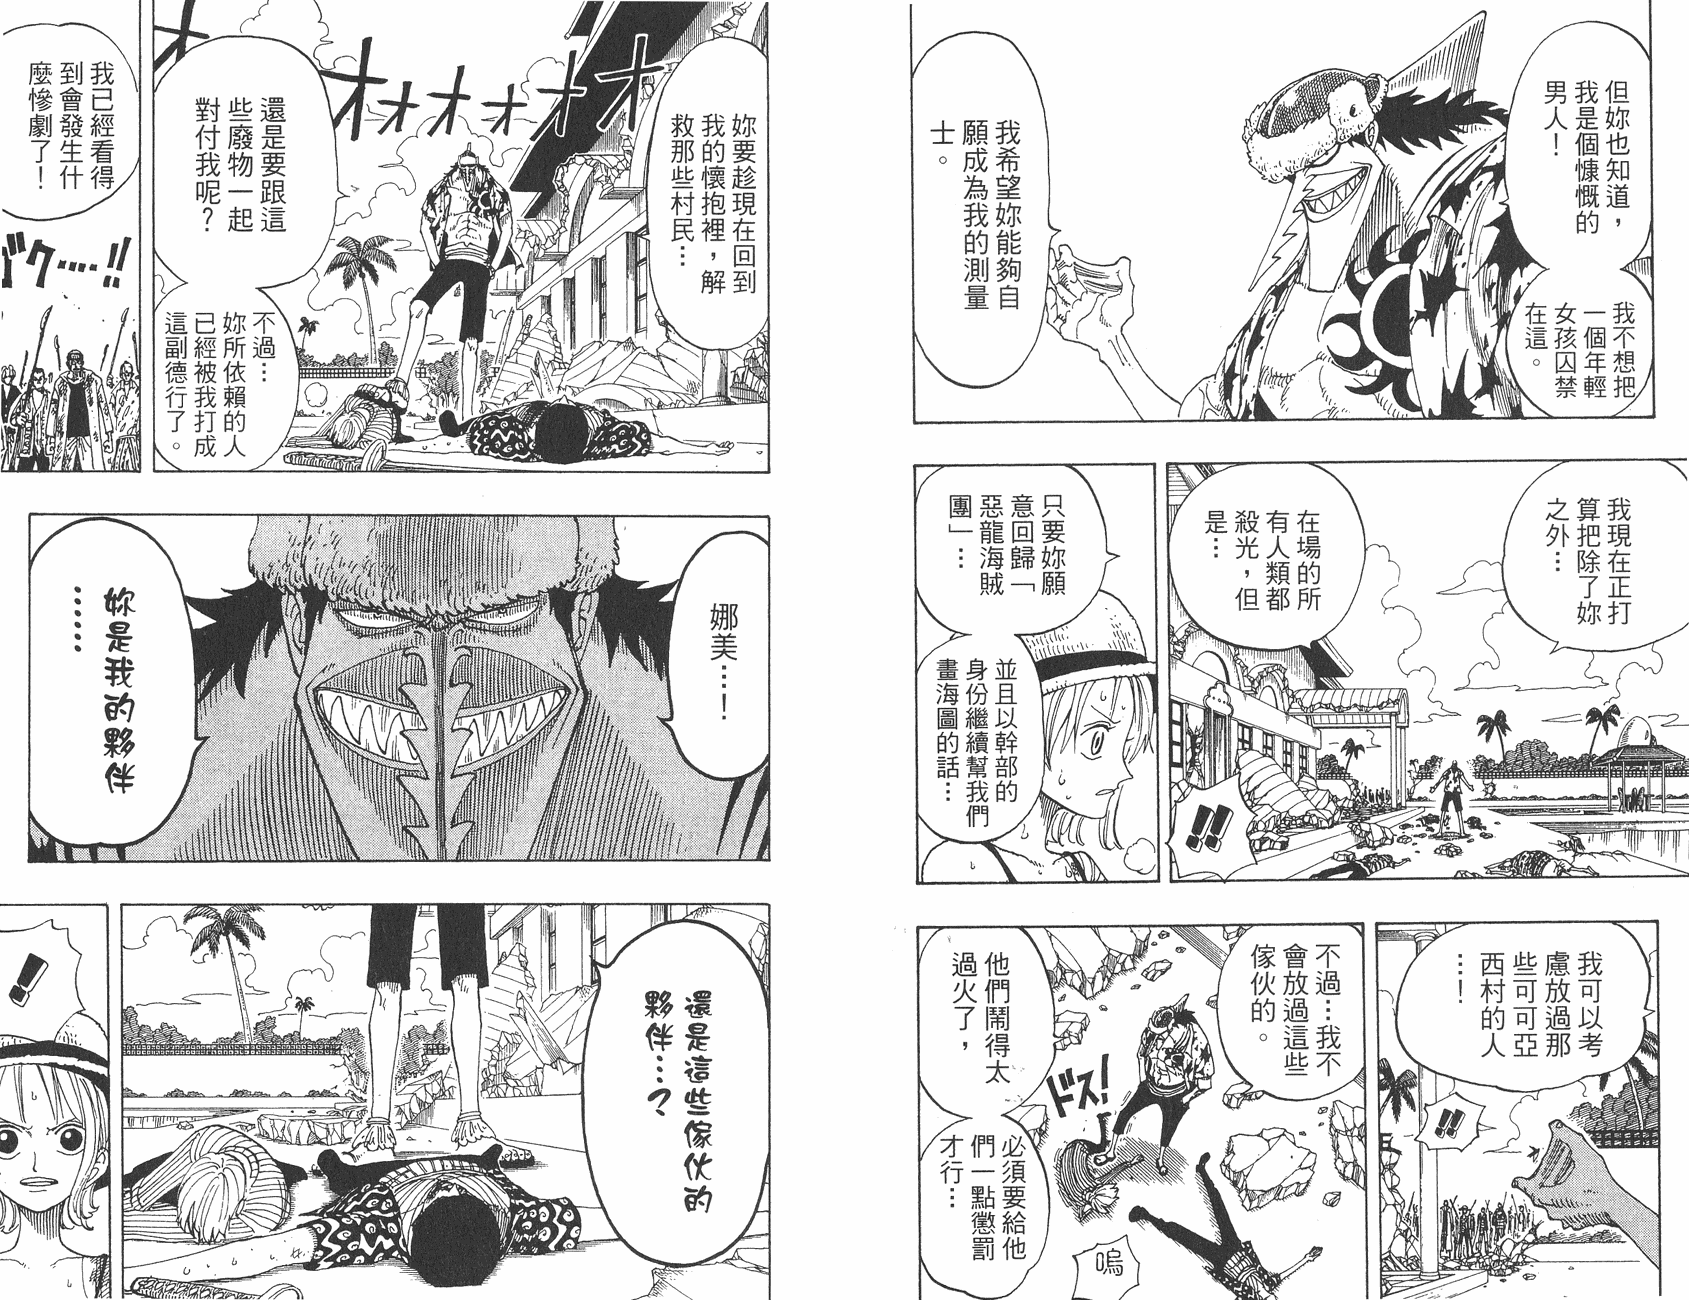 但妳也知道，
我是個慷慨的
男人！
我不想把
一個年輕
女孩囚禁
在這。
我希望妳能夠自
願成為我的測量
士。
我現在正打
算把除了妳
之外…
在場的所
有人類都
殺光，但
是…
!!
只要妳願
意回歸「
惡龍海賊
團」…
並且以幹部的
身份繼續幫我們
畫海圖的話…
我可以考
慮放過那
些可可亞
西村的人
…！
!!
不過…我不
會放過這些
傢伙的。
ドス！
他們鬧得太
過火了，
必須要給他
們一點懲罰
才行…
嗚
妳要趁現在回到
我的懷抱裡，解
救那些村民…
オオオオオオオ
還是要跟這
些廢物一起
對付我呢？
不過…
妳所依賴的人
已經被我打成
這副德行了。
我已經看得
到會發生什
麼慘劇了！
ゴク…!!
娜美…！
妳是我的夥伴
……
還是這些傢伙的
夥伴…？
!!